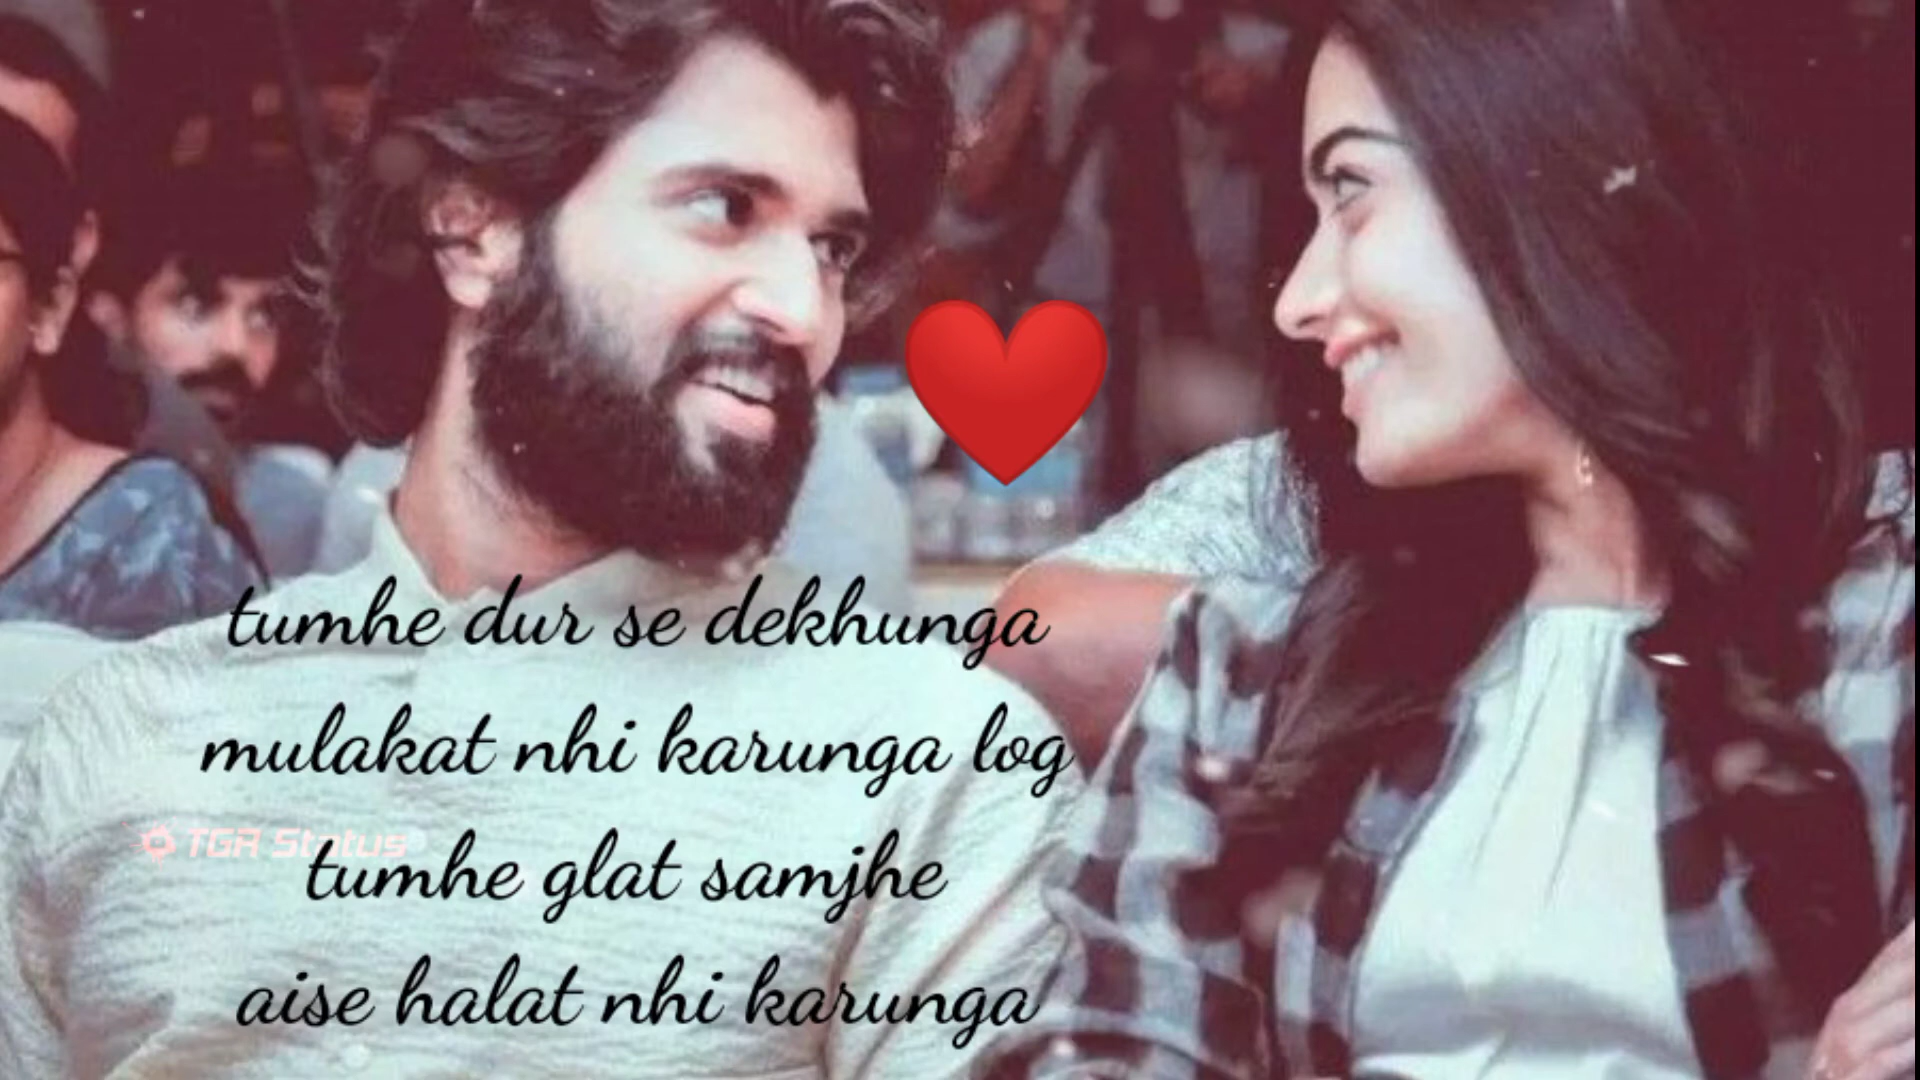 tumhe dur se dekhunga
mulakat nhi karunga log
TGR Status
tumhe glat samjhe
aise halat nhi karunga